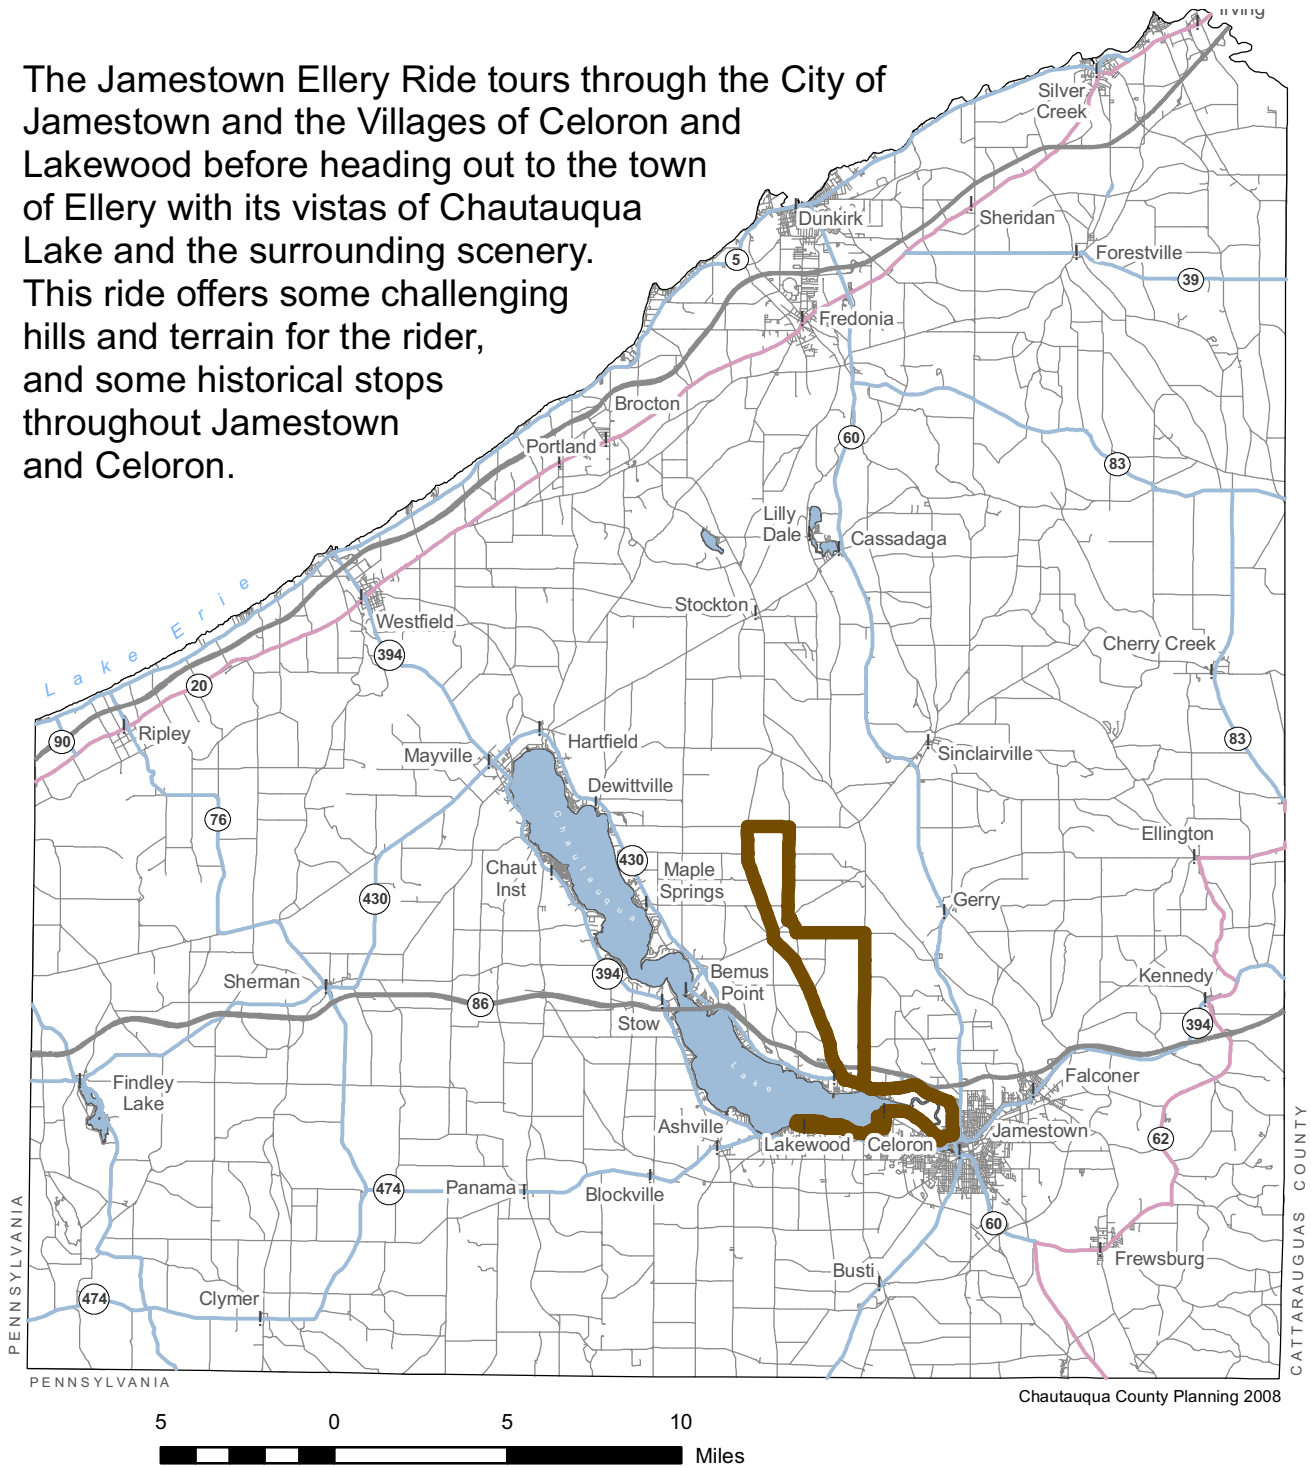 Irving
The Jamestown Ellery Ride tours through the City of
Jamestown and the Villages of Celoron and
Lakewood before heading out to the town
of Ellery with its vistas of Chautauqua
Lake and the surrounding scenery.
This ride offers some challenging
hills and terrain for the rider,
and some historical stops
throughout Jamestown
and Celoron.
Silver
Creek
Dunkirk
Sheridan
5
Forestville
39
Fredonia
Brocton
Portland
60
83
Lilly
Dale
Cassadaga
Lake Erie
Stockton
Westfield
394
Cherry Creek
20
90
Ripley
Hartfield
Mayville
Sinclairville
83
Dewittville
76
Chautauqua
Ellington
430
Chaut
Inst
Maple
Springs
430
Gerry
Sherman
394
Bemus
Point
Kennedy
86
Stow
394
Lake
Findley
Lake
Falconer
Ashville
Lakewood
Celoron
Jamestown
62
474
Panama
Blockville
60
PENNSYLVANIA
CATTARAUGUS COUNTY
Busti
Frewsburg
474
Clymer
PENNSYLVANIA
Chautauqua County Planning 2008
5 0 5 10
Miles